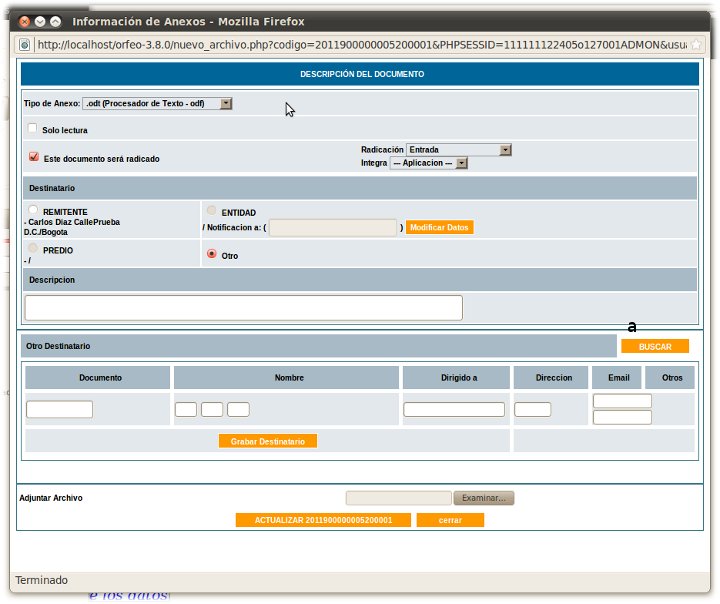 Información de Anexos - Mozilla Firefox
http://localhost/orfeo-3.8.0/nuevo_archivo.php?codigo=2011900000005200001&PHPSESSID=111111122405o127001ADMON&usua
DESCRIPCIÓN DEL DOCUMENTO
Tipo de Anexo: .odt (Procesador de Texto - odf)
Solo lectura
Este documento será radicado
Radicación Entrada
Integra --- Aplicacion ---
Destinatario
REMITENTE
- Carlos Diaz CallePrueba
D.C./Bogota
ENTIDAD
/ Notificacion a: ( ) Modificar Datos
PREDIO
- /
Otro
Descripcion
a
Otro Destinatario BUSCAR
Documento Nombre Dirigido a Direccion Email Otros
Grabar Destinatario
Adjuntar Archivo Examinar...
ACTUALIZAR 2011900000005200001 cerrar
Terminado
e los datos